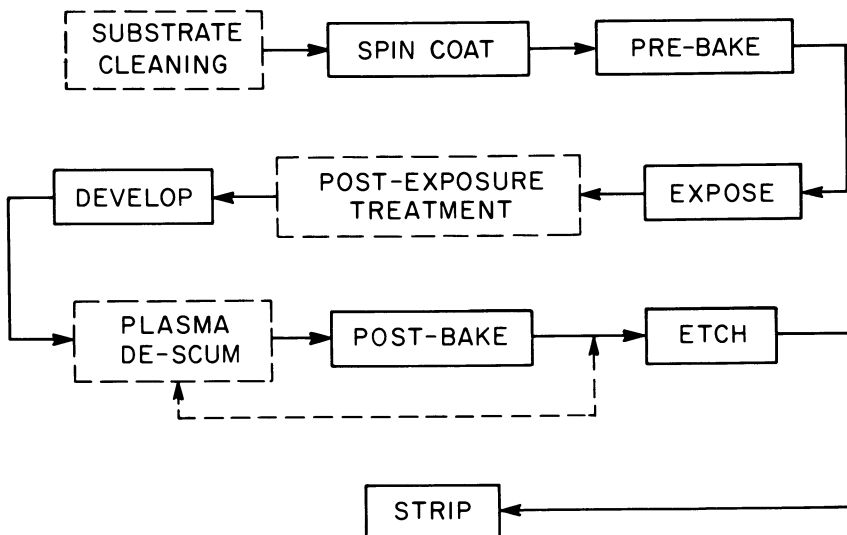 SUBSTRATE
CLEANING
SPIN COAT
PRE-BAKE
EXPOSE
POST-EXPOSURE
TREATMENT
DEVELOP
PLASMA
DE-SCUM
POST-BAKE
ETCH
STRIP